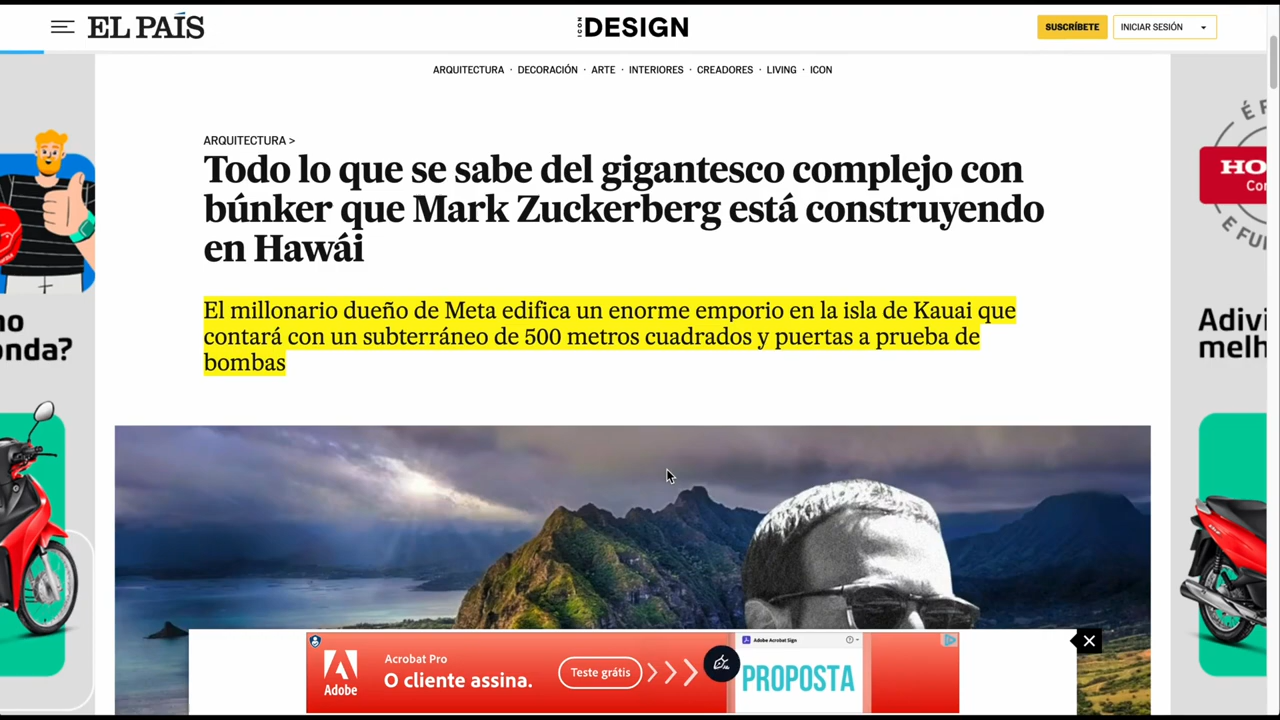 EL PAÍS
ICON DESIGN
SUSCRÍBETE
INICIAR SESIÓN
ARQUITECTURA · DECORACIÓN · ARTE · INTERIORES · CREADORES · LIVING · ICON
ARQUITECTURA >
Todo lo que se sabe del gigantesco complejo con
búnker que Mark Zuckerberg está construyendo
en Hawái
El millonario dueño de Meta edifica un enorme emporio en la isla de Kauai que
contará con un subterráneo de 500 metros cuadrados y puertas a prueba de
bombas
onda?
É F
HO
Con
E FU
Adivi
melh
Adobe
Acrobat Pro
O cliente assina.
Teste grátis
Adobe Acrobat Sign
PROPOSTA